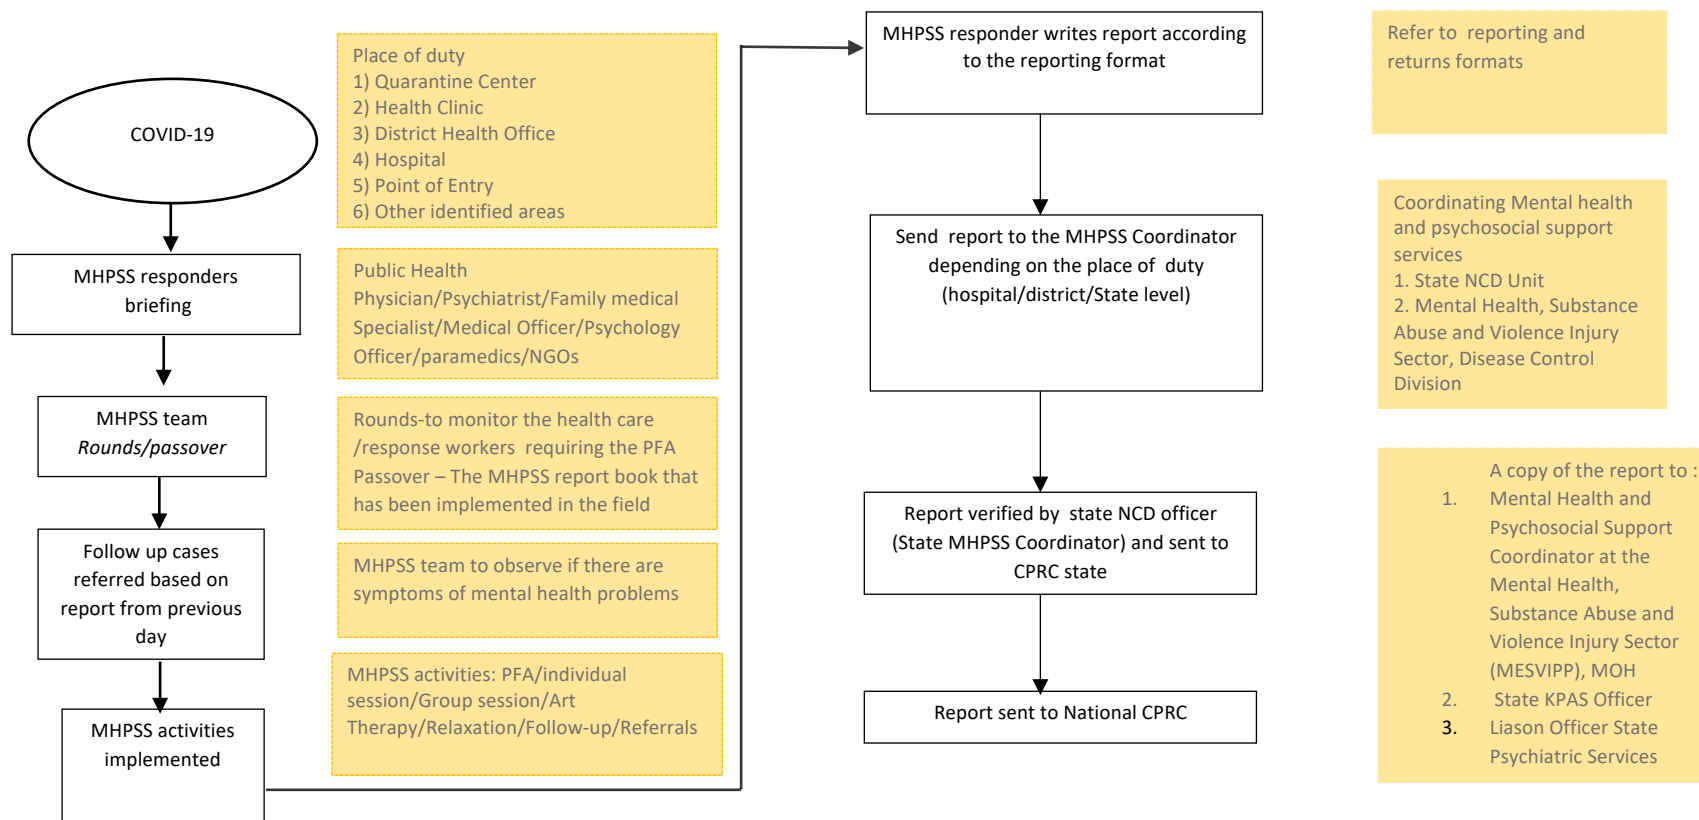 COVID-19
MHPSS responders
briefing
MHPSS team
Rounds/passover
Follow up cases
referred based on
report from previous
day
MHPSS activities
implemented
Place of duty
1) Quarantine Center
2) Health Clinic
3) District Health Office
4) Hospital
5) Point of Entry
6) Other identified areas
Public Health
Physician/Psychiatrist/Family medical
Specialist/Medical Officer/Psychology
Officer/paramedics/NGOs
Rounds-to monitor the health care
/response workers requiring the PFA
Passover – The MHPSS report book that
has been implemented in the field
MHPSS team to observe if there are
symptoms of mental health problems
MHPSS activities: PFA/individual
session/Group session/Art
Therapy/Relaxation/Follow-up/Referrals
MHPSS responder writes report according
to the reporting format
Send report to the MHPSS Coordinator
depending on the place of duty
(hospital/district/State level)
Report verified by state NCD officer
(State MHPSS Coordinator) and sent to
CPRC state
Report sent to National CPRC
Refer to reporting and
returns formats
Coordinating Mental health
and psychosocial support
services
1. State NCD Unit
2. Mental Health, Substance
Abuse and Violence Injury
Sector, Disease Control
Division
A copy of the report to :
1. Mental Health and
Psychosocial Support
Coordinator at the
Mental Health,
Substance Abuse and
Violence Injury Sector
(MESVIPP), MOH
2. State KPAS Officer
3. Liason Officer State
Psychiatric Services